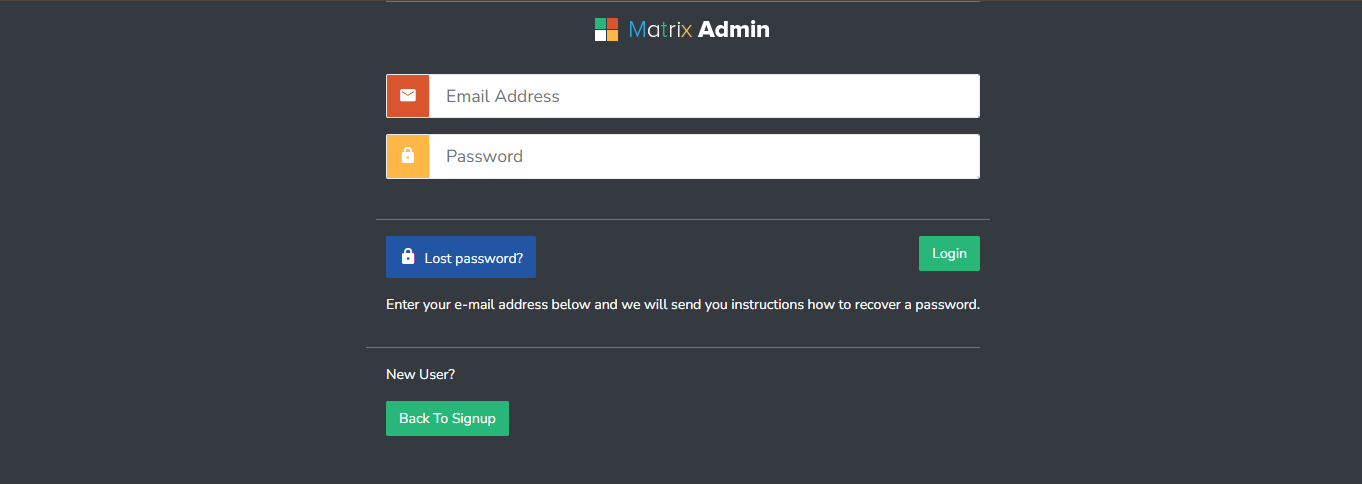 Matrix Admin
Email Address
Password
Lost password?
Login
Enter your e-mail address below and we will send you instructions how to recover a password.
New User?
Back To Signup